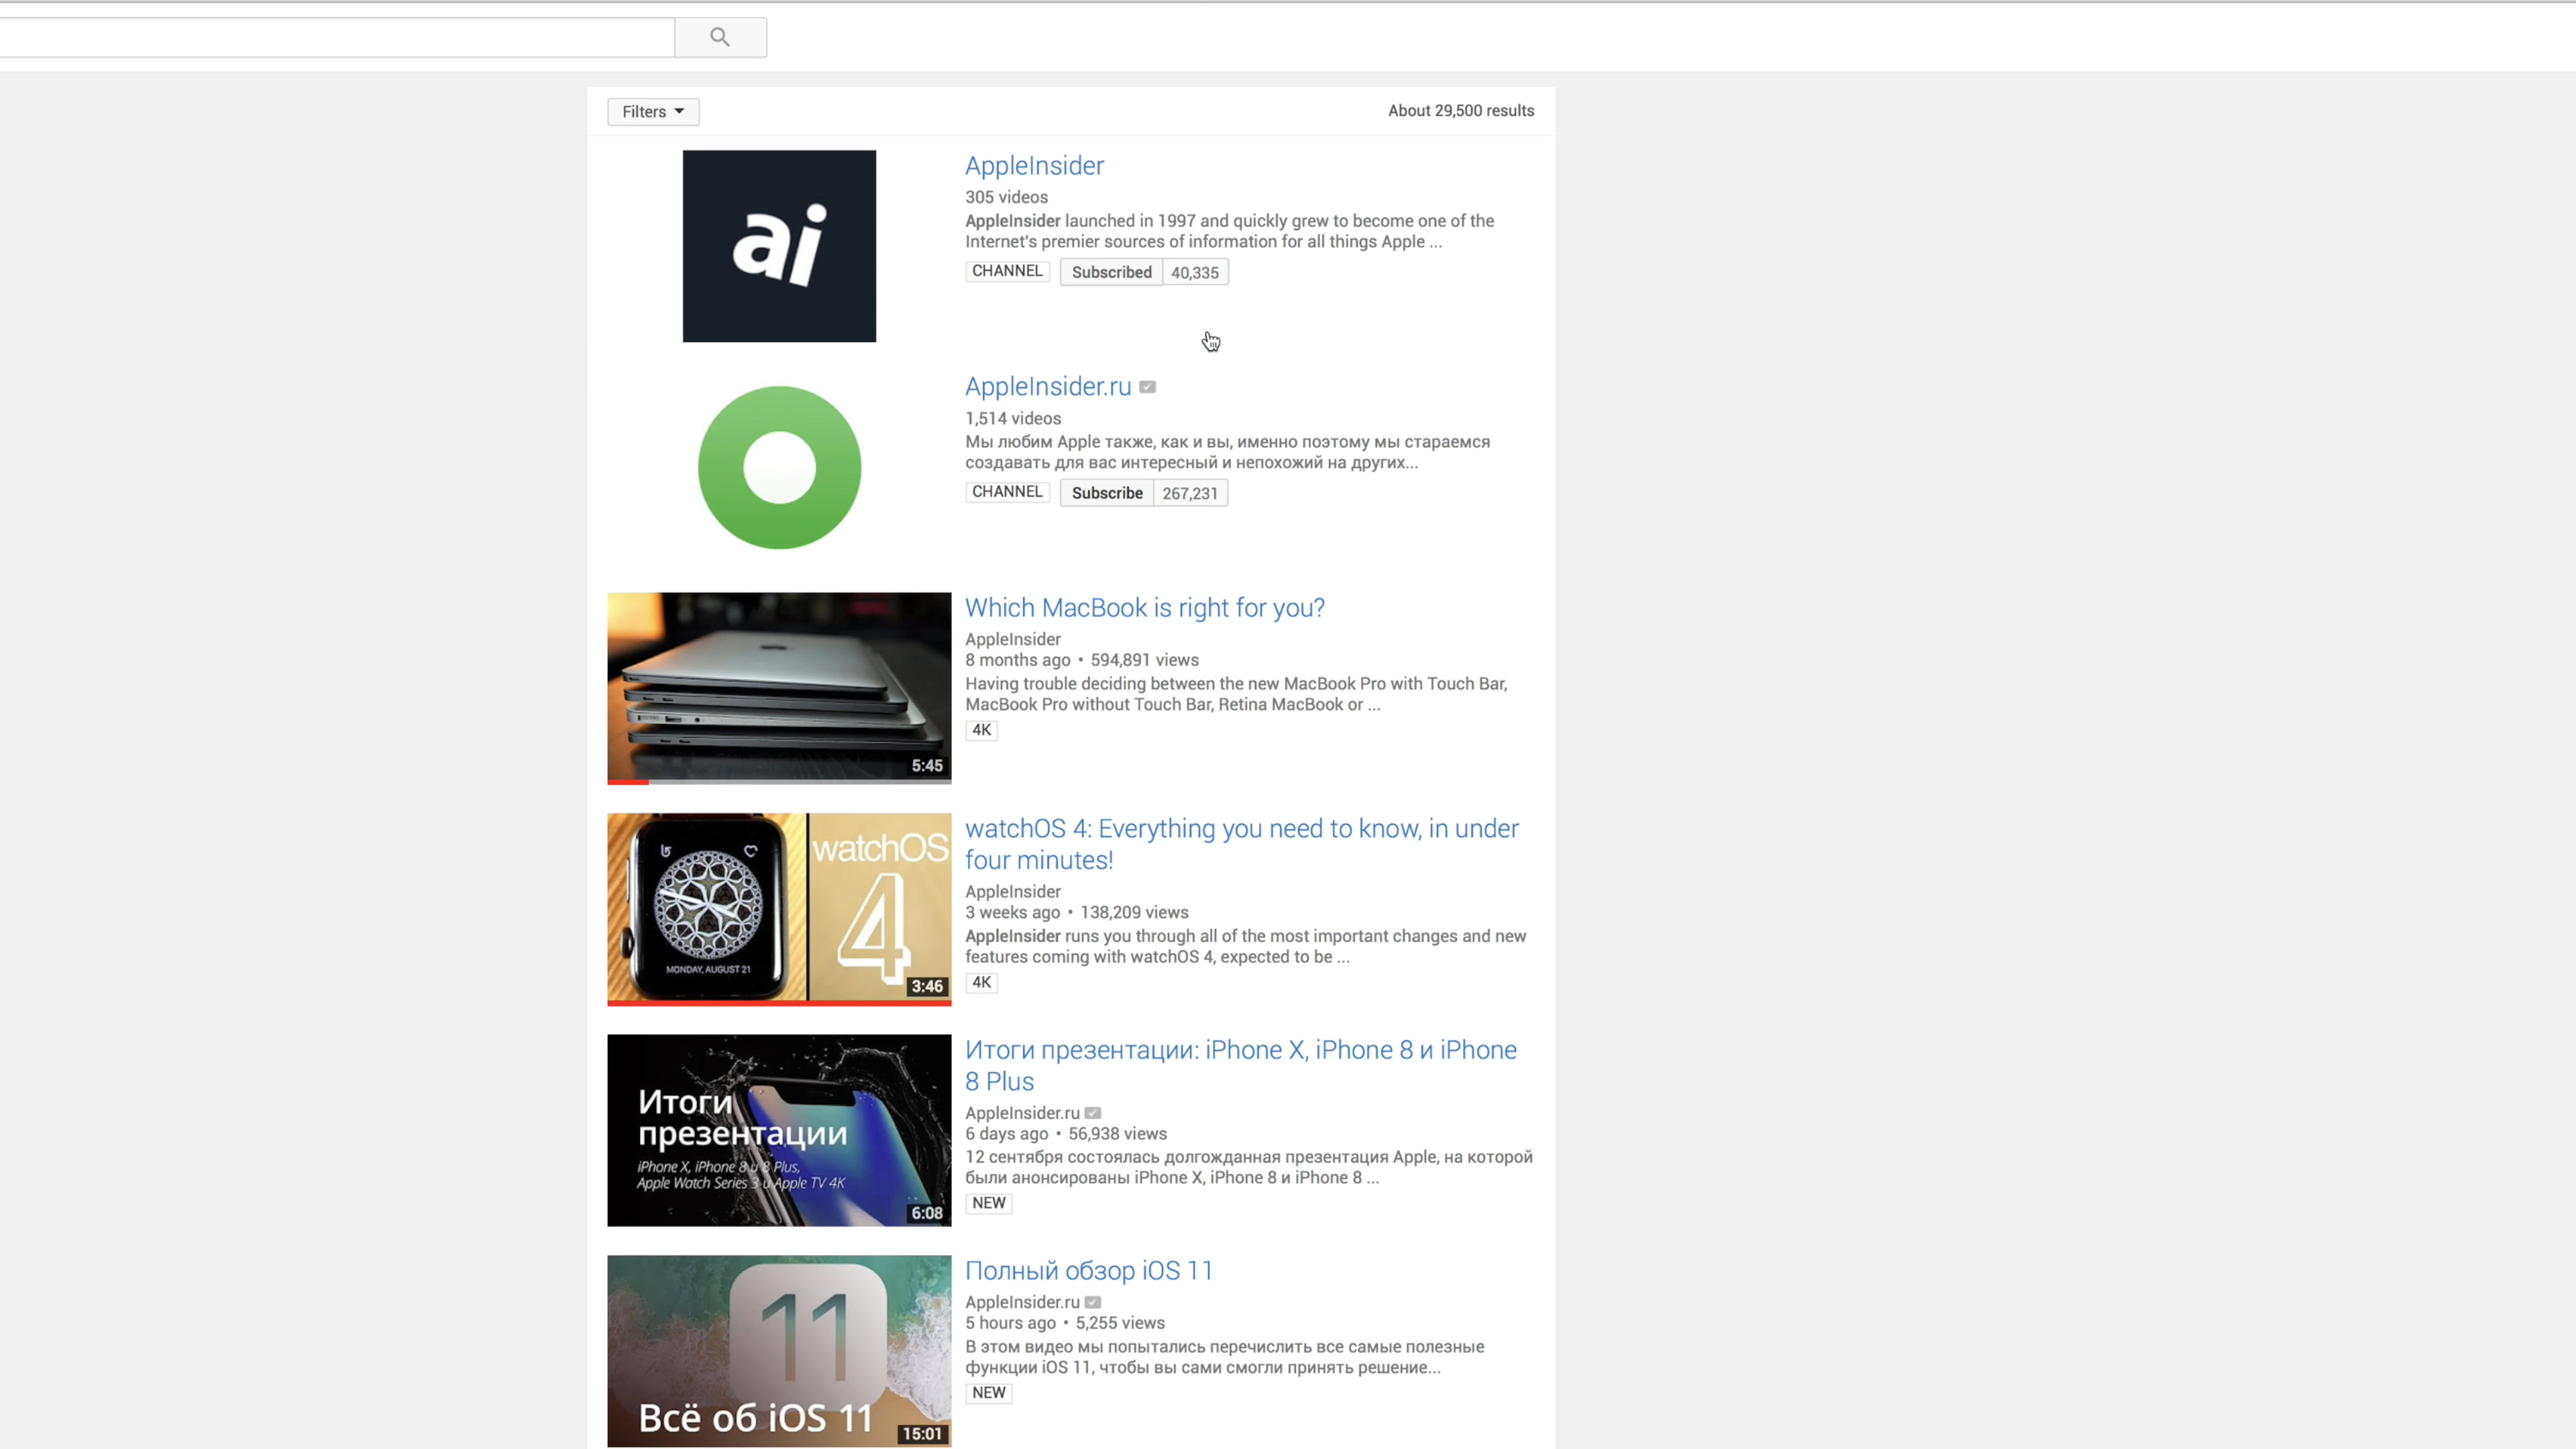 Filters
About 29,500 results
ai
AppleInsider
305 videos
AppleInsider launched in 1997 and quickly grew to become one of the
Internet's premier sources of information for all things Apple ...
CHANNEL Subscribed 40,335
AppleInsider.ru
1,514 videos
Мы любим Apple также, как и вы, именно поэтому мы стараемся
создавать для вас интересный и непохожий на других...
CHANNEL Subscribe 267,231
5:45
Which MacBook is right for you?
AppleInsider
8 months ago • 594,891 views
Having trouble deciding between the new MacBook Pro with Touch Bar,
MacBook Pro without Touch Bar, Retina MacBook or ...
4K
watchOS
4
MONDAY, AUGUST 21
3:46
watchOS 4: Everything you need to know, in under
four minutes!
AppleInsider
3 weeks ago • 138,209 views
AppleInsider runs you through all of the most important changes and new
features coming with watchOS 4, expected to be ...
4K
Итоги
презентации
iPhone X, iPhone 8 и 8 Plus,
Apple Watch Series 3 и Apple TV 4K
6:08
Итоги презентации: iPhone X, iPhone 8 и iPhone
8 Plus
AppleInsider.ru
6 days ago • 56,938 views
12 сентября состоялась долгожданная презентация Apple, на которой
были анонсированы iPhone X, iPhone 8 и iPhone 8 ...
NEW
11
Всё об iOS 11
15:01
Полный обзор iOS 11
AppleInsider.ru
5 hours ago • 5,255 views
В этом видео мы попытались перечислить все самые полезные
функции iOS 11, чтобы вы сами смогли принять решение...
NEW